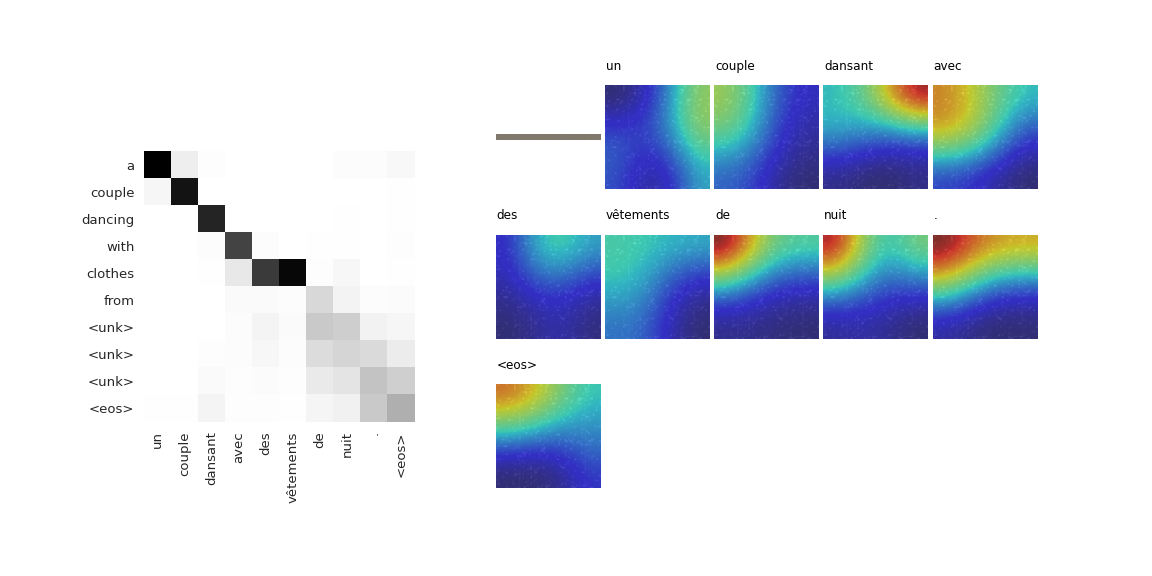 a
couple
dancing
with
clothes
from
<unk>
<unk>
<unk>
<eos>
un
couple
dansant
avec
des
vêtements
de
nuit
.
<eos>
un couple dansant avec
des vêtements de nuit .
<eos>